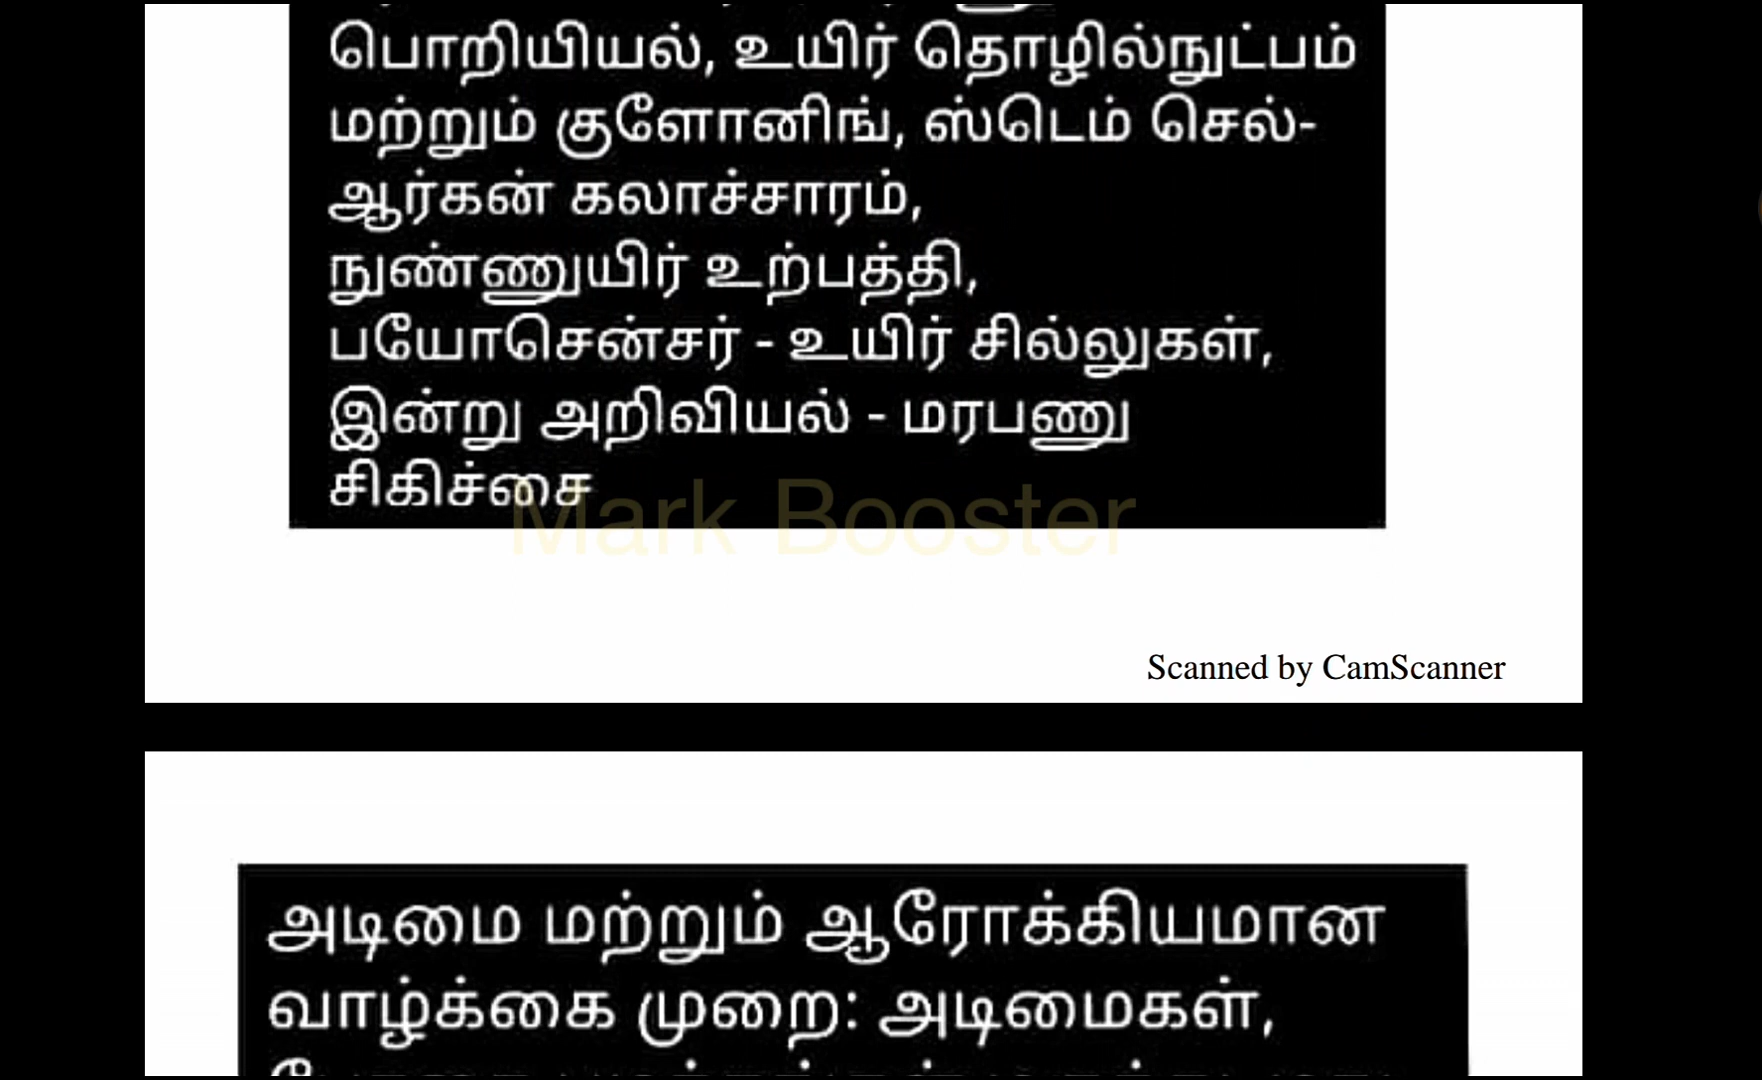 பொறியியல், உயிர் தொழில்நுட்பம்
மற்றும் குளோனிங், ஸ்டெம் செல்-
ஆர்கன் கலாச்சாரம்,
நுண்ணுயிர் உற்பத்தி,
பயோசென்சர் - உயிர் சில்லுகள்,
இன்று அறிவியல் - மரபணு
சிகிச்சை
Mark Booster
Scanned by CamScanner
அடிமை மற்றும் ஆரோக்கியமான
வாழ்க்கை முறை: அடிமைகள்,